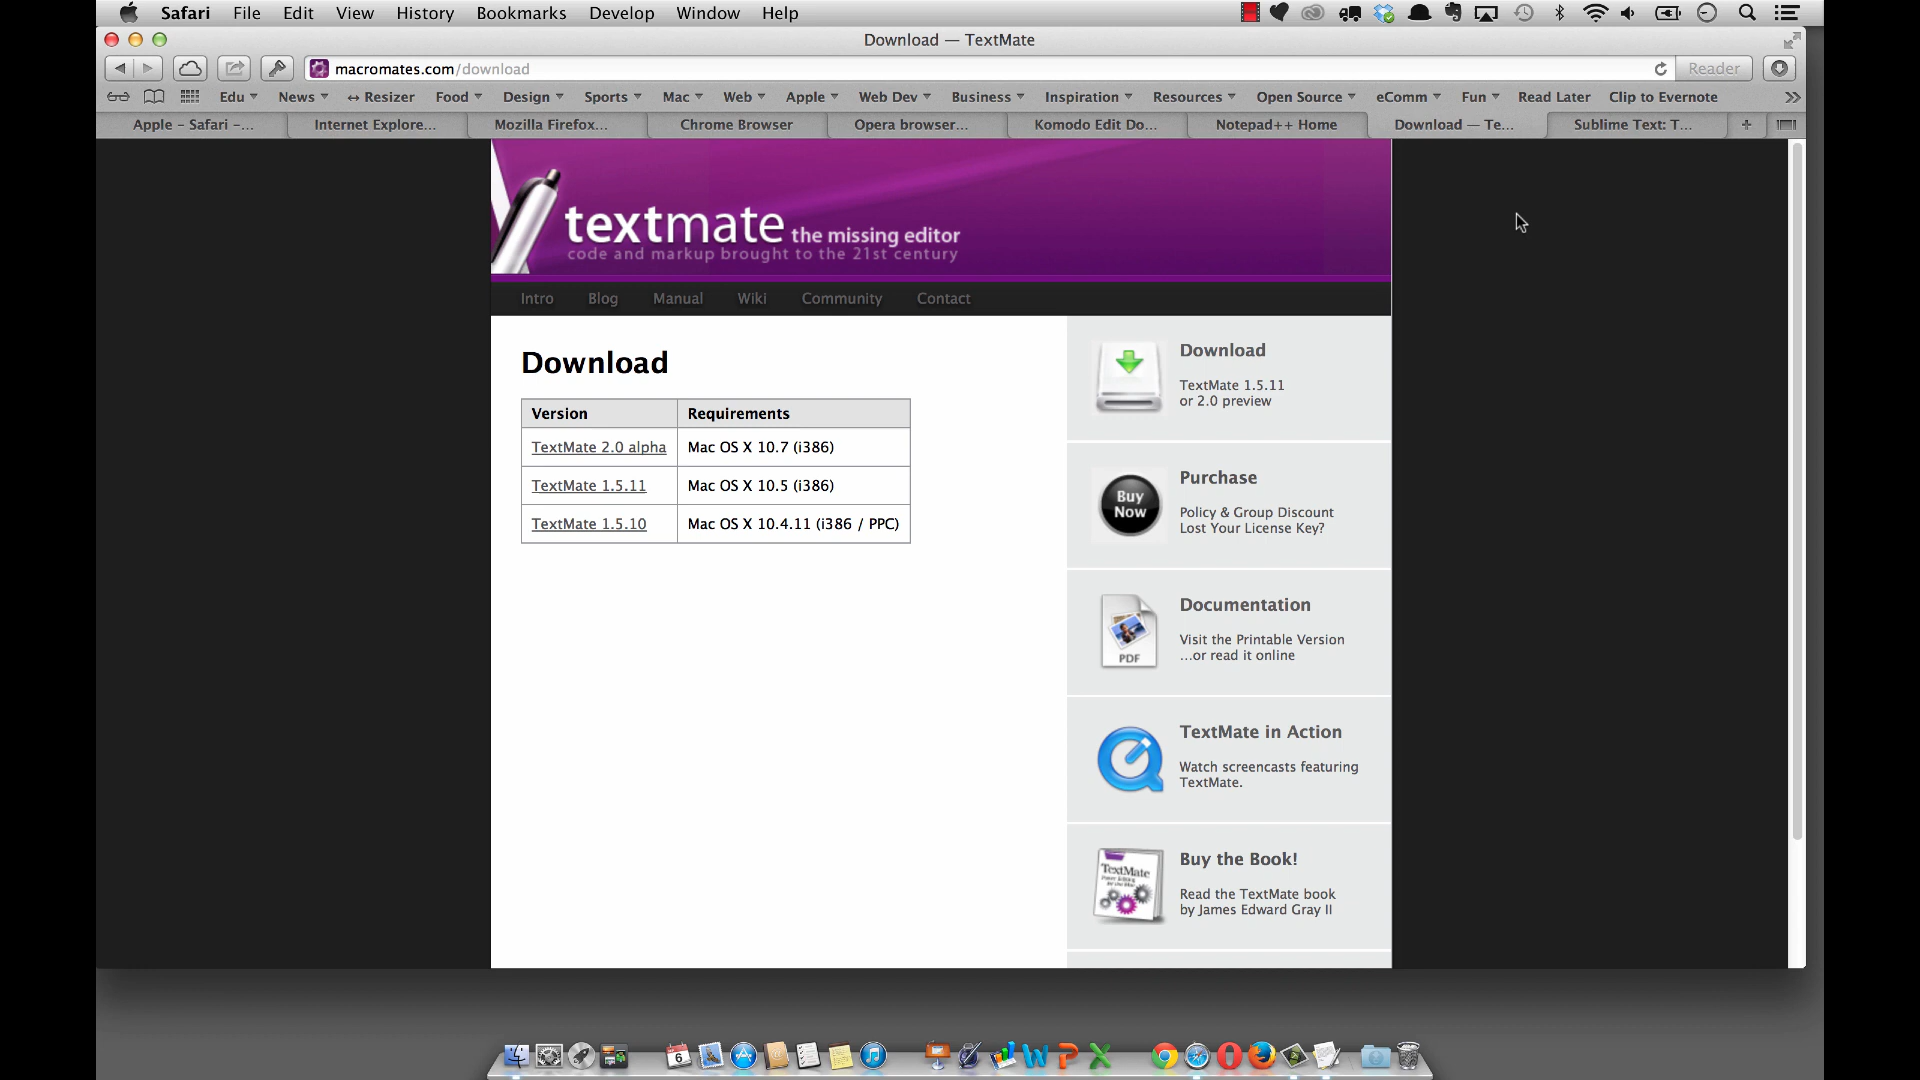 Safari File Edit View History Bookmarks Develop Window Help
Download — TextMate
macromates.com/download Reader
Edu News Resizer Food Design Sports Mac Web Apple Web Dev Business Inspiration Resources Open Source eComm Fun Read Later Clip to Evernote
Apple – Safari –... Internet Explore... Mozilla Firefox... Chrome Browser Opera browser... Komodo Edit Do... Notepad++ Home Download — Te... Sublime Text: T...
textmate the missing editor
code and markup brought to the 21st century
Intro Blog Manual Wiki Community Contact
Download
Version Requirements
TextMate 2.0 alpha Mac OS X 10.7 (i386)
TextMate 1.5.11 Mac OS X 10.5 (i386)
TextMate 1.5.10 Mac OS X 10.4.11 (i386 / PPC)
Download
TextMate 1.5.11
or 2.0 preview
Buy
Now
Purchase
Policy & Group Discount
Lost Your License Key?
PDF
Documentation
Visit the Printable Version
...or read it online
TextMate in Action
Watch screencasts featuring
TextMate.
TextMate
Buy the Book!
Read the TextMate book
by James Edward Gray II
6